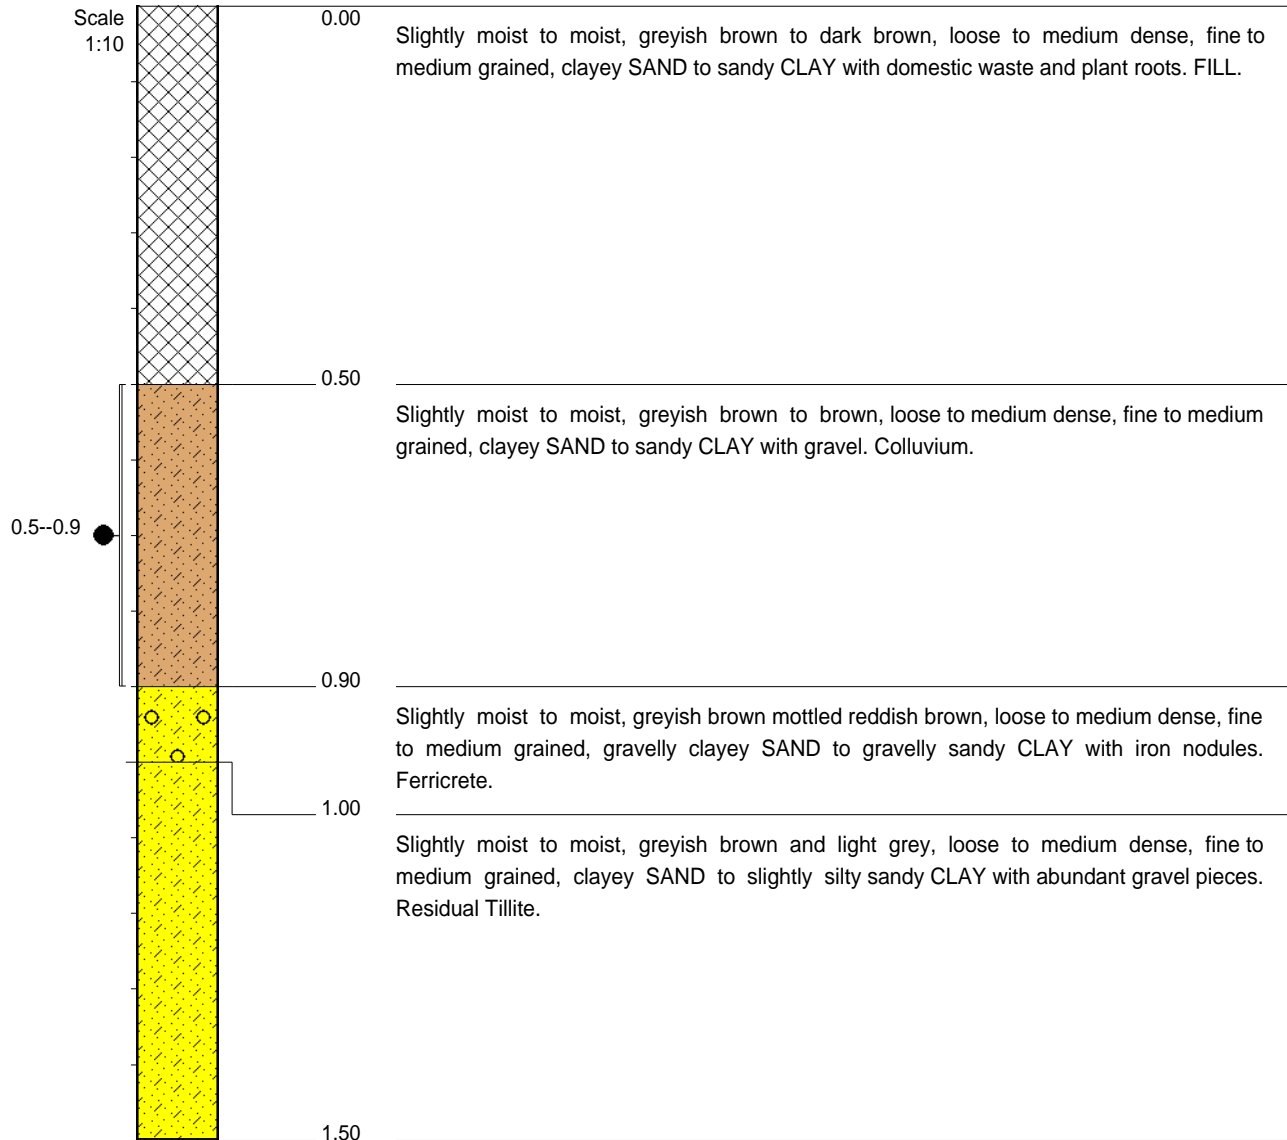 Scale
1:10
0.00
Slightly moist to moist, greyish brown to dark brown, loose to medium dense, fine to
medium grained, clayey SAND to sandy CLAY with domestic waste and plant roots. FILL.
0.50
Slightly moist to moist, greyish brown to brown, loose to medium dense, fine to medium
grained, clayey SAND to sandy CLAY with gravel. Colluvium.
0.5--0.9
0.90
Slightly moist to moist, greyish brown mottled reddish brown, loose to medium dense, fine
to medium grained, gravelly clayey SAND to gravelly sandy CLAY with iron nodules.
Ferricrete.
1.00
Slightly moist to moist, greyish brown and light grey, loose to medium dense, fine to
medium grained, clayey SAND to slightly silty sandy CLAY with abundant gravel pieces.
Residual Tillite.
1.50